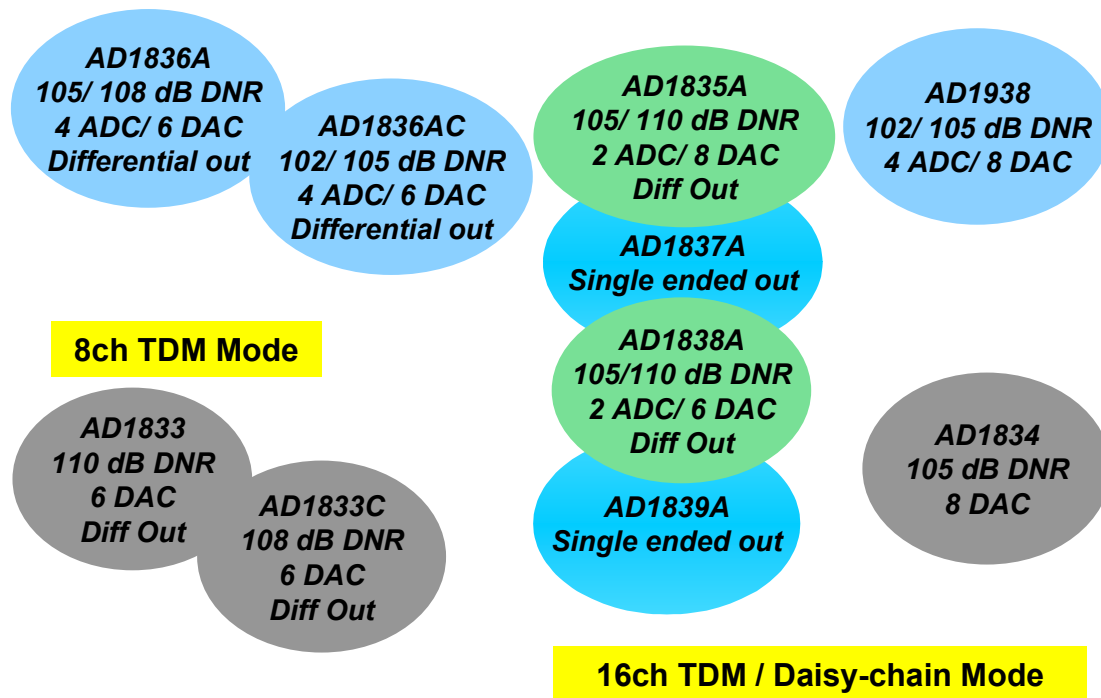 AD1836A
105/ 108 dB DNR
4 ADC/ 6 DAC
Differential out
AD1836AC
102/ 105 dB DNR
4 ADC/ 6 DAC
Differential out
AD1835A
105/ 110 dB DNR
2 ADC/ 8 DAC
Diff Out
AD1938
102/ 105 dB DNR
4 ADC/ 8 DAC
AD1837A
Single ended out
8ch TDM Mode
AD1838A
105/110 dB DNR
2 ADC/ 6 DAC
Diff Out
AD1833
110 dB DNR
6 DAC
Diff Out
AD1833C
108 dB DNR
6 DAC
Diff Out
AD1839A
Single ended out
AD1834
105 dB DNR
8 DAC
16ch TDM / Daisy-chain Mode